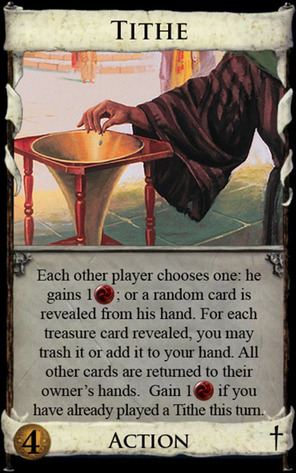 TITHE
Each other player chooses one: he
gains 1 ; or a random card is
revealed from his hand. For each
treasure card revealed, you may
trash it or add it to your hand. All
other cards are returned to their
owner's hands. Gain 1 if you
have already played a Tithe this turn.
4 ACTION †